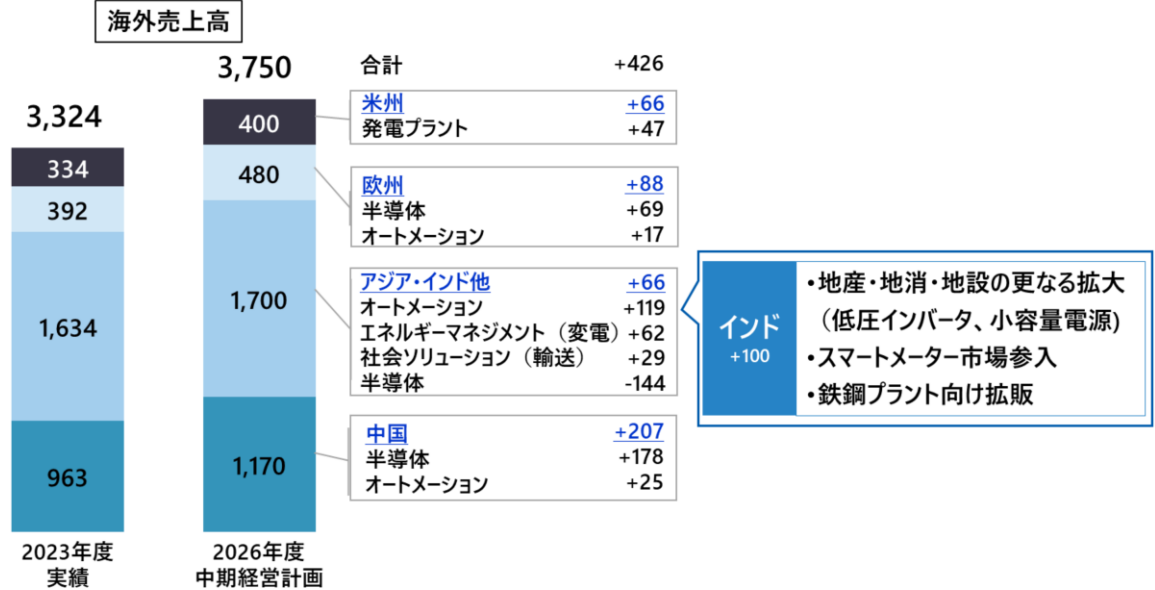 海外売上高
3,324
334
392
1,634
963
2023年度
実績
3,750
400
480
1,700
1,170
2026年度
中期経営計画
合計 +426
米州 +66
発電プラント +47
欧州 +88
半導体 +69
オートメーション +17
アジア・インド他 +66
オートメーション +119
エネルギーマネジメント（変電） +62
社会ソリューション（輸送） +29
半導体 -144
中国 +207
半導体 +178
オートメーション +25
インド
+100
・地産・地消・地設の更なる拡大
（低圧インバータ、小容量電源)
・スマートメーター市場参入
・鉄鋼プラント向け拡販